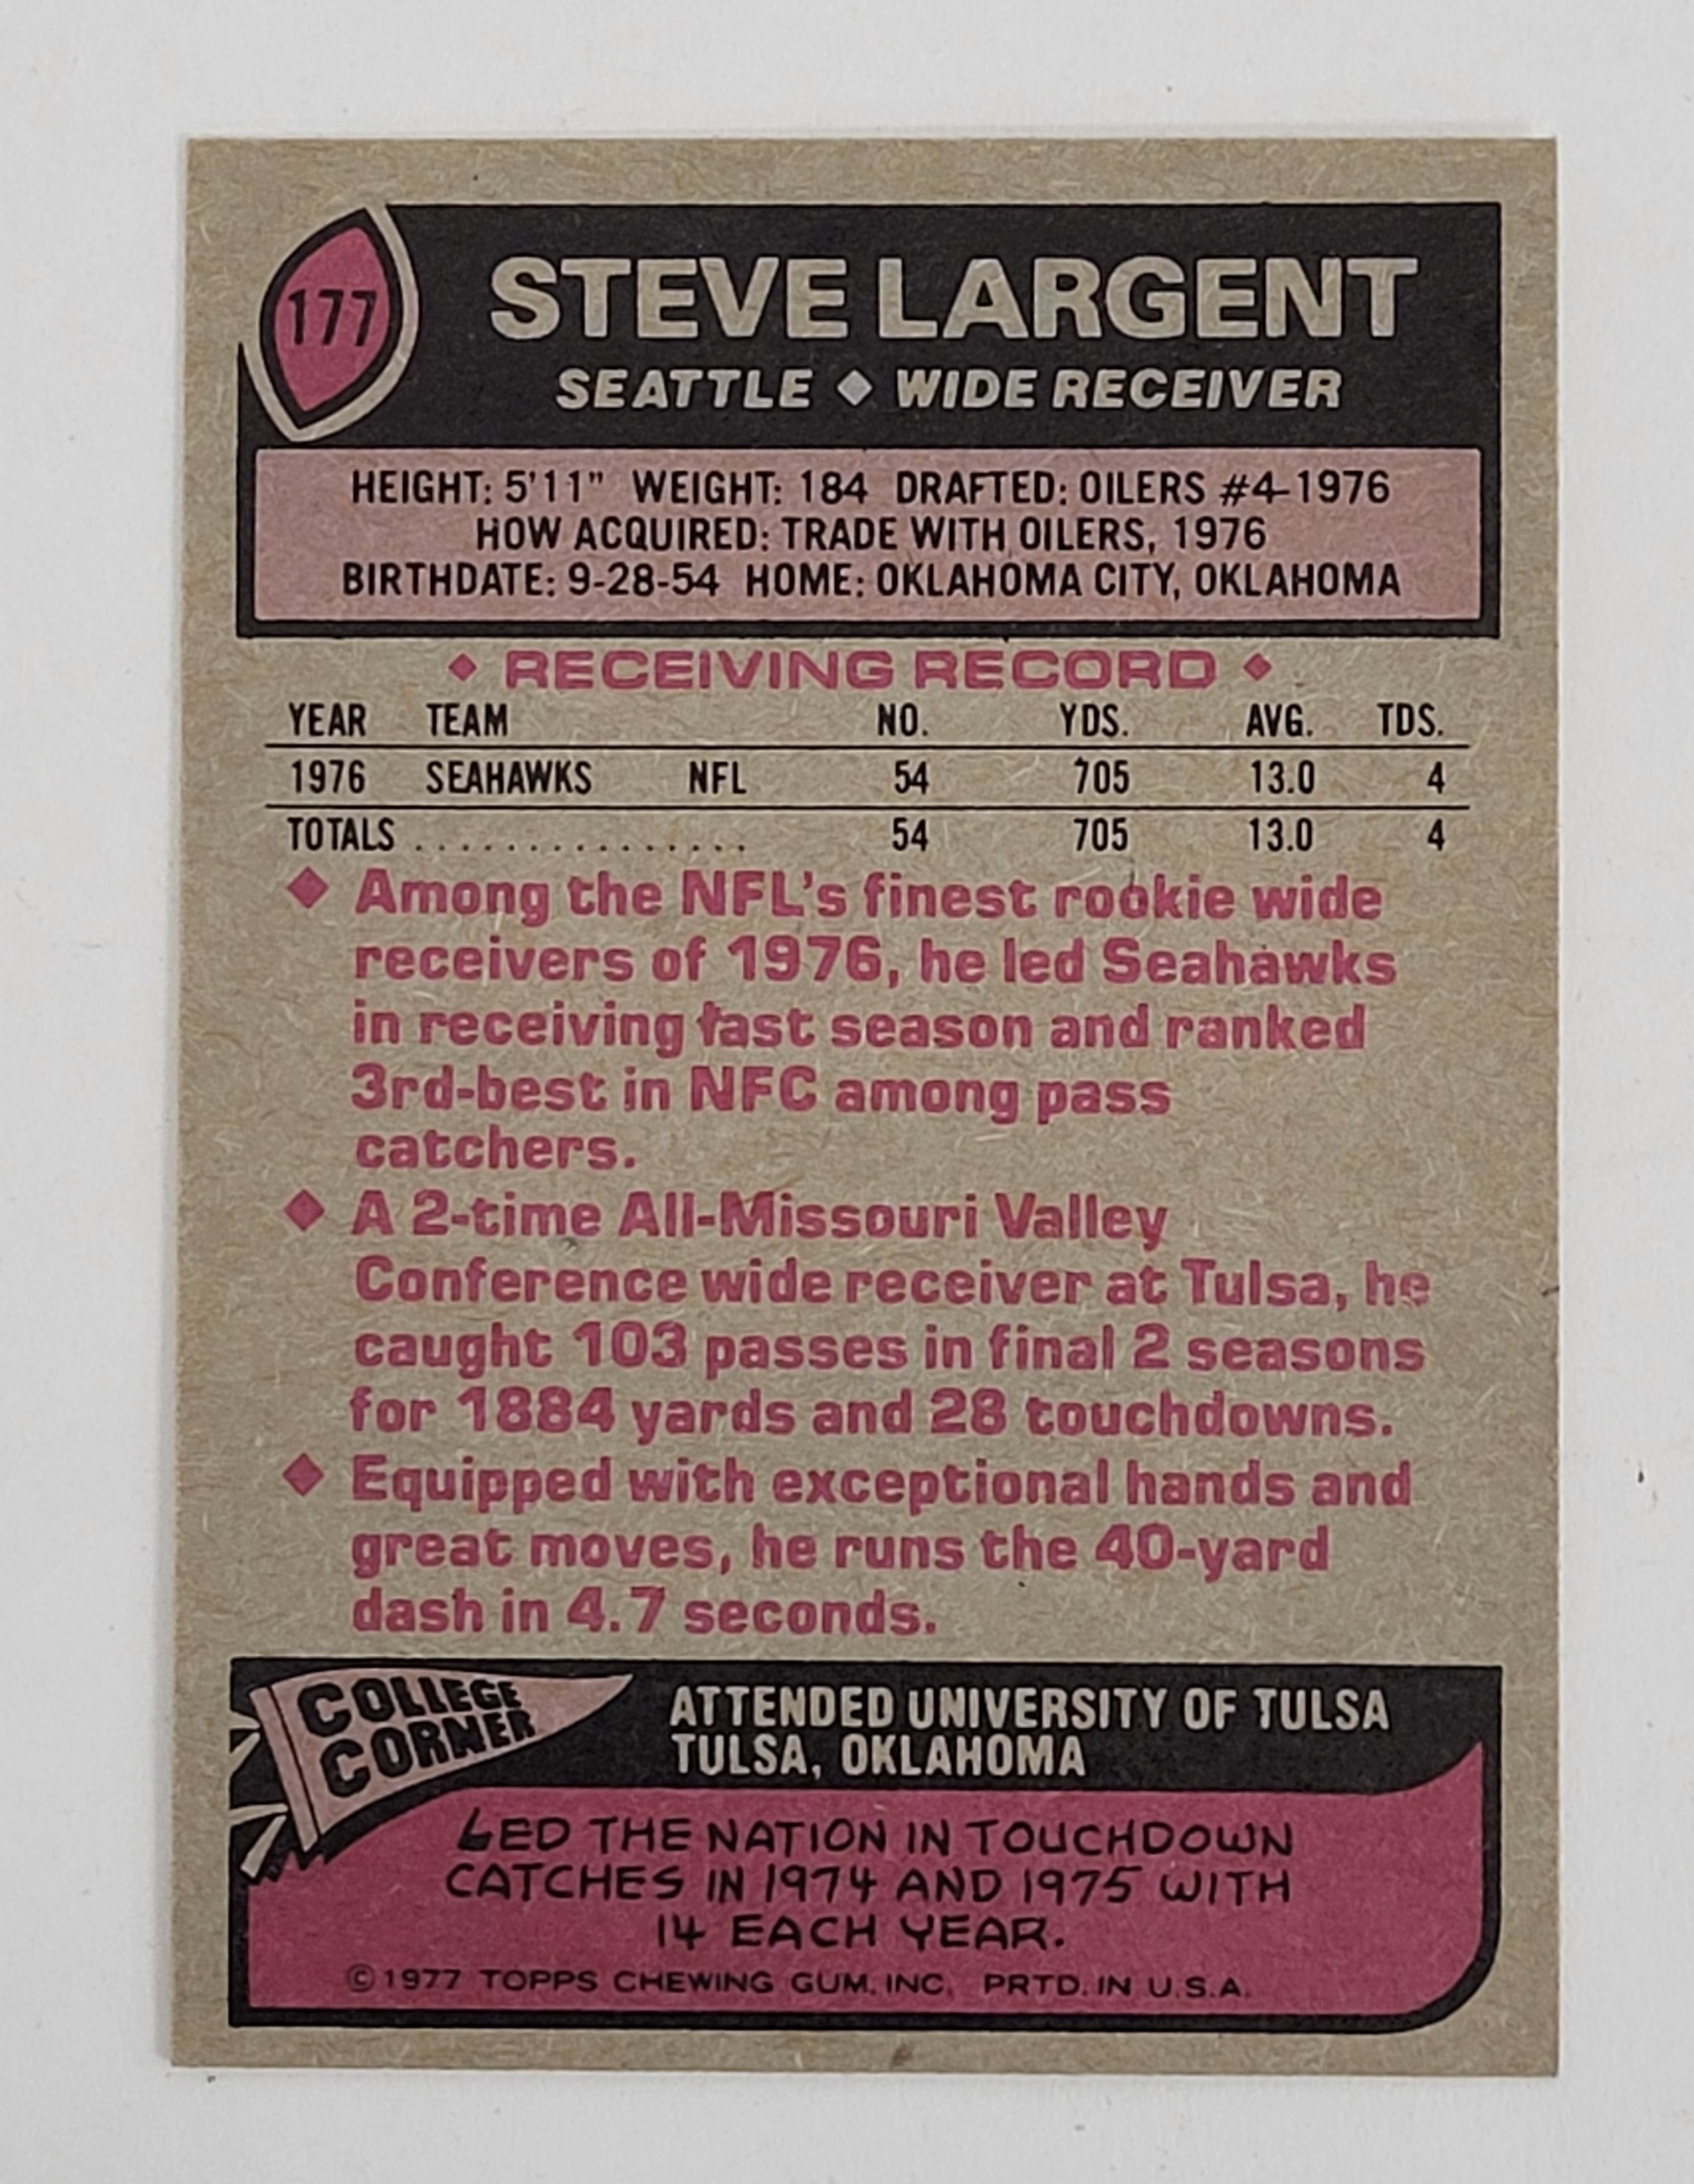 177
STEVE LARGENT
SEATTLE ◆ WIDE RECEIVER
HEIGHT: 5'11" WEIGHT: 184 DRAFTED: OILERS #4-1976
HOW ACQUIRED: TRADE WITH OILERS, 1976
BIRTHDATE: 9-28-54 HOME: OKLAHOMA CITY, OKLAHOMA
◆ RECEIVING RECORD ◆
YEAR TEAM NO. YDS. AVG. TDS.
1976 SEAHAWKS NFL 54 705 13.0 4
TOTALS ............... 54 705 13.0 4
◆ Among the NFL's finest rookie wide
receivers of 1976, he led Seahawks
in receiving last season and ranked
3rd-best in NFC among pass
catchers.
◆ A 2-time All-Missouri Valley
Conference wide receiver at Tulsa, he
caught 103 passes in final 2 seasons
for 1884 yards and 28 touchdowns.
◆ Equipped with exceptional hands and
great moves, he runs the 40-yard
dash in 4.7 seconds.
COLLEGE
CORNER
ATTENDED UNIVERSITY OF TULSA
TULSA, OKLAHOMA
LED THE NATION IN TOUCHDOWN
CATCHES IN 1974 AND 1975 WITH
14 EACH YEAR.
© 1977 TOPPS CHEWING GUM, INC. PRTD. IN U.S.A.